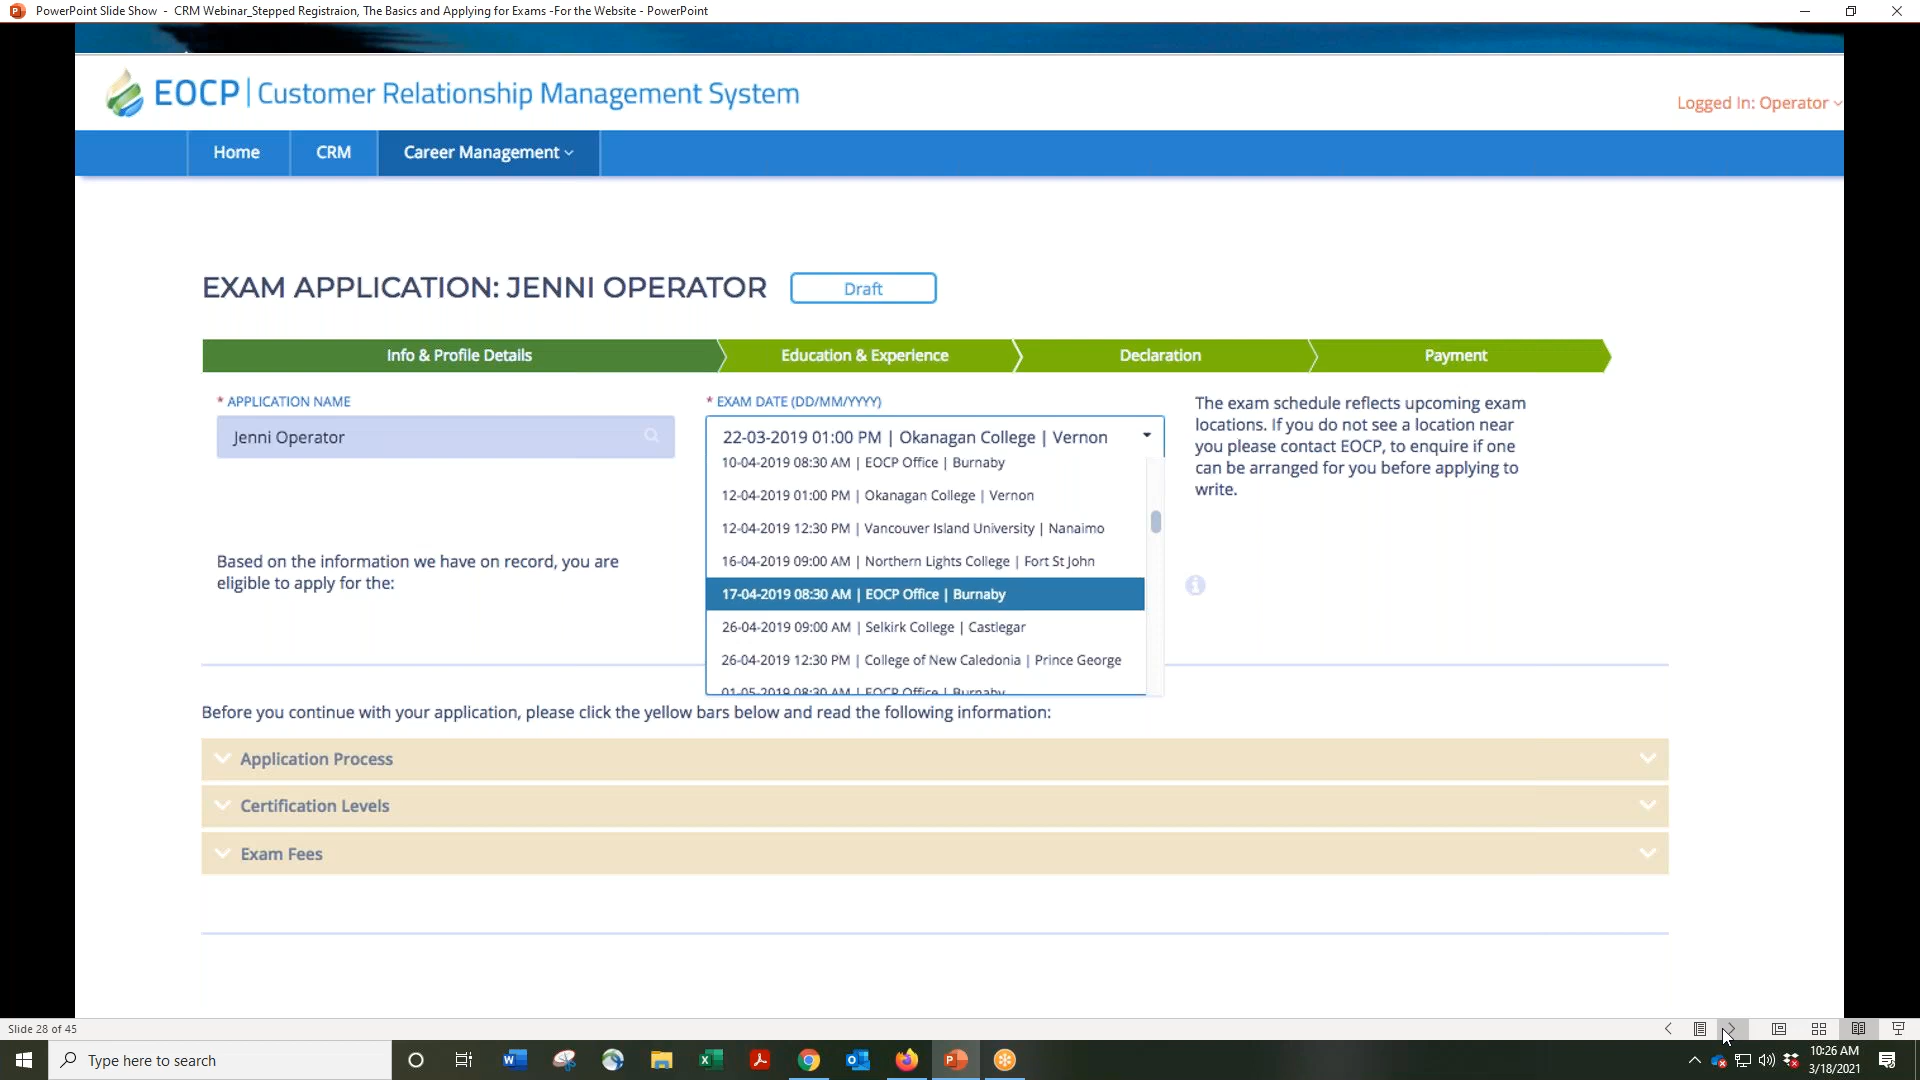 PowerPoint Slide Show - CRM Webinar_Stepped Registraion, The Basics and Applying for Exams -For the Website - PowerPoint
EOCP | Customer Relationship Management System
Logged In: Operator
Home
CRM
Career Management
EXAM APPLICATION: JENNI OPERATOR
Draft
Info & Profile Details
Education & Experience
Declaration
Payment
* APPLICATION NAME
Jenni Operator
* EXAM DATE (DD/MM/YYYY)
22-03-2019 01:00 PM | Okanagan College | Vernon
10-04-2019 08:30 AM | EOCP Office | Burnaby
12-04-2019 01:00 PM | Okanagan College | Vernon
12-04-2019 12:30 PM | Vancouver Island University | Nanaimo
16-04-2019 09:00 AM | Northern Lights College | Fort St John
17-04-2019 08:30 AM | EOCP Office | Burnaby
26-04-2019 09:00 AM | Selkirk College | Castlegar
26-04-2019 12:30 PM | College of New Caledonia | Prince George
01-05-2019 08:30 AM | EOCP Office | Burnaby
The exam schedule reflects upcoming exam
locations. If you do not see a location near
you please contact EOCP, to enquire if one
can be arranged for you before applying to
write.
Based on the information we have on record, you are
eligible to apply for the:
Before you continue with your application, please click the yellow bars below and read the following information:
Application Process
Certification Levels
Exam Fees
Slide 28 of 45
Type here to search
10:26 AM
3/18/2021